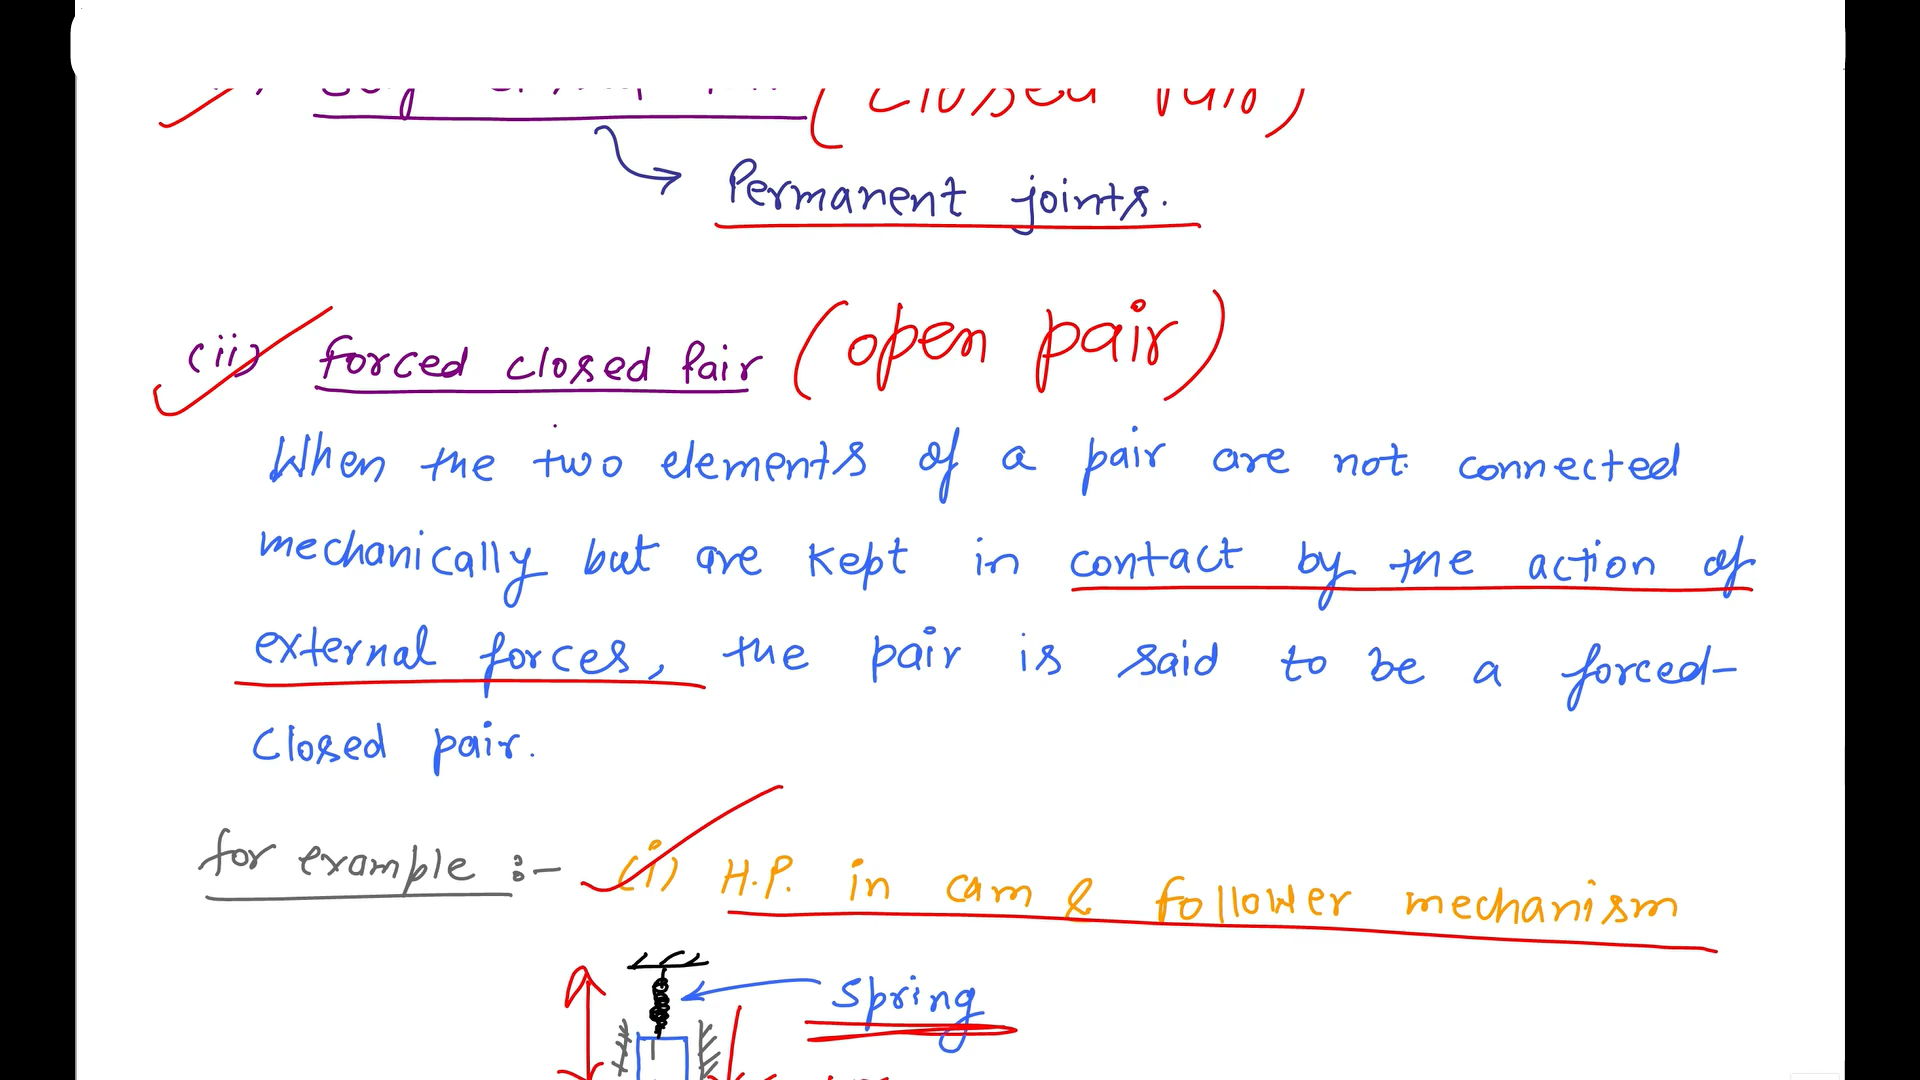 (closed Pair)
Permanent joints.
(ii) forced closed Pair (open pair)
When the two elements of a pair are not connected
mechanically but are kept in contact by the action of
external forces, the pair is said to be a forced-
closed pair.
for example :- (i) H.P. in cam & follower mechanism
spring